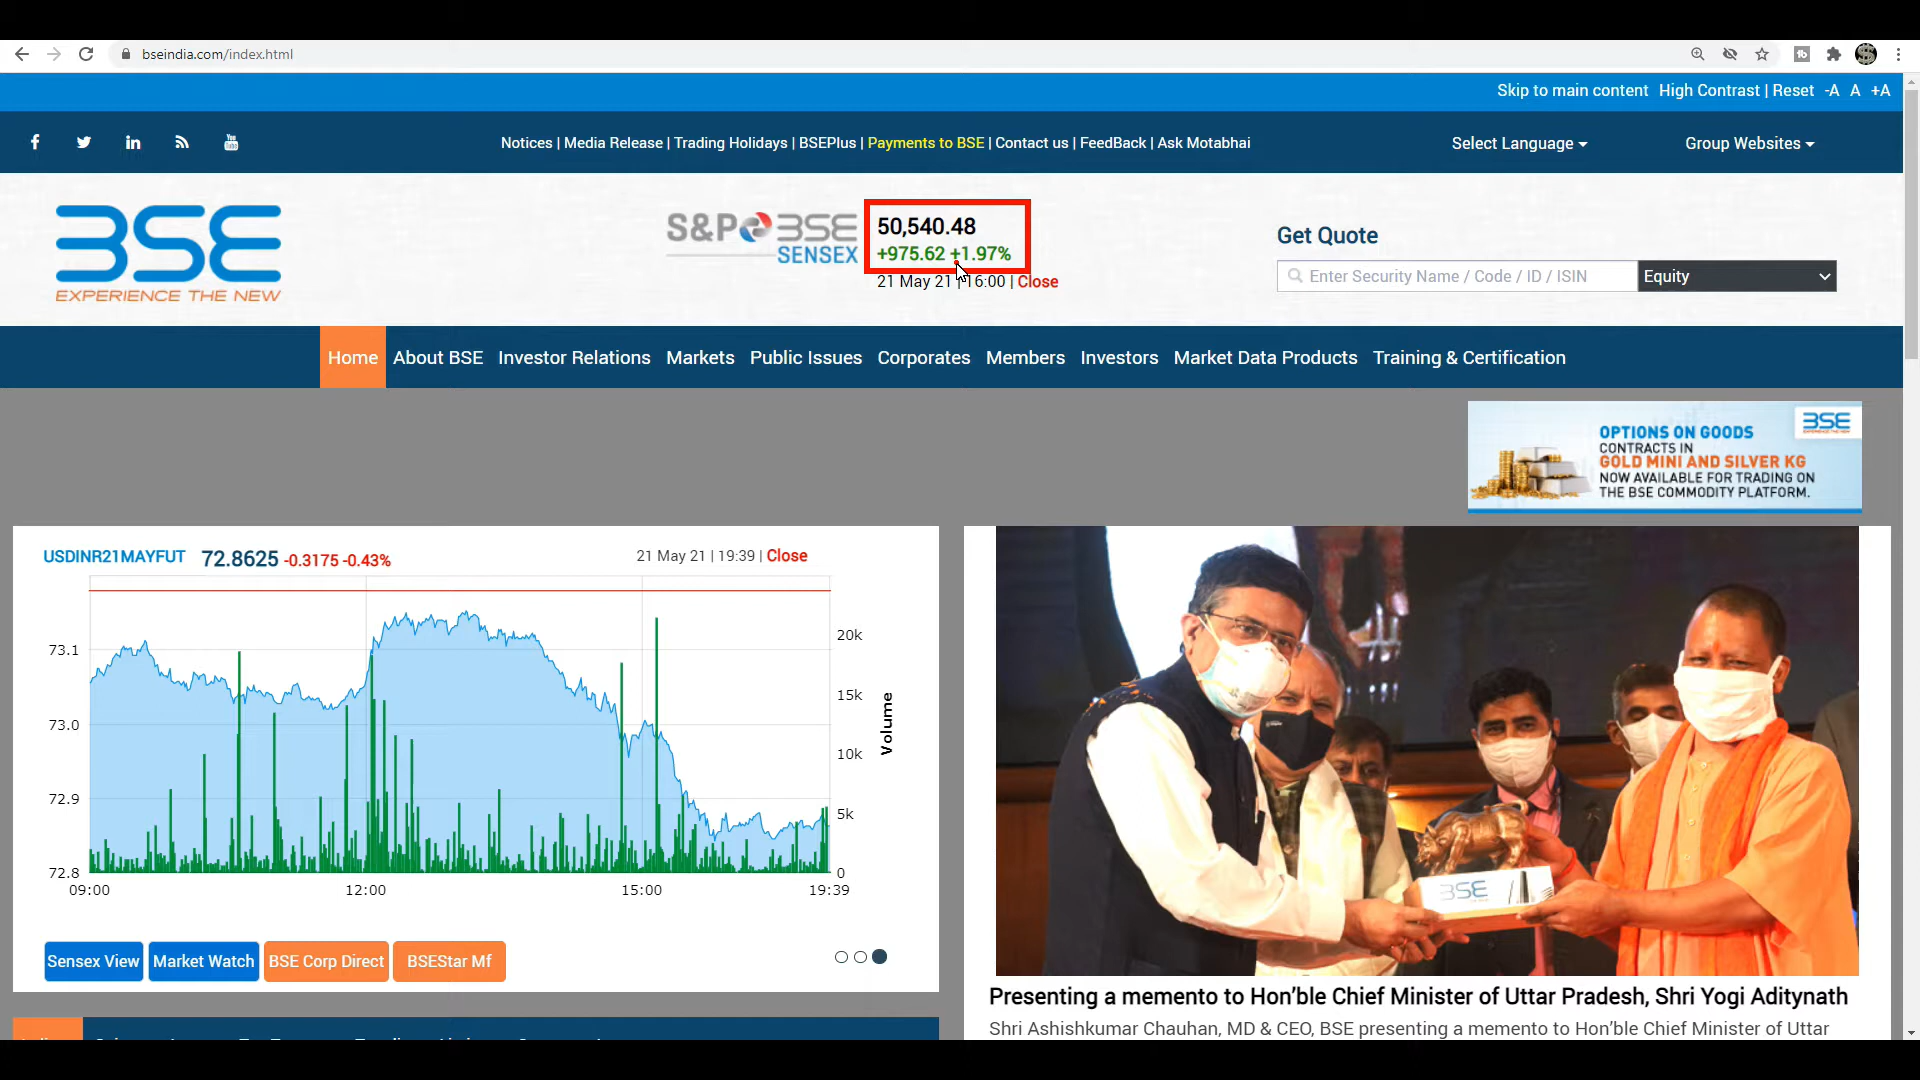 bseindia.com/index.html
Skip to main content High Contrast | Reset -A A +A
Notices | Media Release | Trading Holidays | BSEPlus | Payments to BSE | Contact us | FeedBack | Ask Motabhai
Select Language
Group Websites
BSE
EXPERIENCE THE NEW
S&P BSE
SENSEX
50,540.48
+975.62 +1.97%
21 May 21 | 16:00 | Close
Get Quote
Enter Security Name / Code / ID / ISIN
Equity
Home About BSE Investor Relations Markets Public Issues Corporates Members Investors Market Data Products Training & Certification
BSE
OPTIONS ON GOODS
CONTRACTS IN
GOLD MINI AND SILVER KG
NOW AVAILABLE FOR TRADING ON
THE BSE COMMODITY PLATFORM.
USDINR21MAYFUT 72.8625 -0.3175 -0.43%
21 May 21 | 19:39 | Close
73.1
73.0
72.9
72.8
20k
15k
10k
5k
0
Volume
09:00 12:00 15:00 19:39
Sensex View Market Watch BSE Corp Direct BSEStar Mf
BSE
Presenting a memento to Hon'ble Chief Minister of Uttar Pradesh, Shri Yogi Aditynath
Shri Ashishkumar Chauhan, MD & CEO, BSE presenting a memento to Hon'ble Chief Minister of Uttar